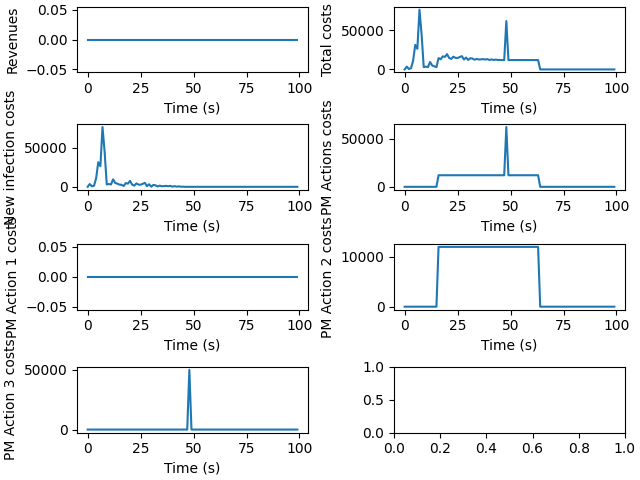 Revenues
0.05
0.00
−0.05
0 25 50 75 100
Time (s)
Total costs
50000
0
0 25 50 75 100
Time (s)
New infection costs
50000
0
0 25 50 75 100
Time (s)
PM Actions costs
50000
0
0 25 50 75 100
Time (s)
PM Action 1 costs
0.05
0.00
−0.05
0 25 50 75 100
Time (s)
PM Action 2 costs
10000
0
0 25 50 75 100
Time (s)
PM Action 3 costs
50000
0
0 25 50 75 100
Time (s)
1.0
0.5
0.0
0.0 0.2 0.4 0.6 0.8 1.0